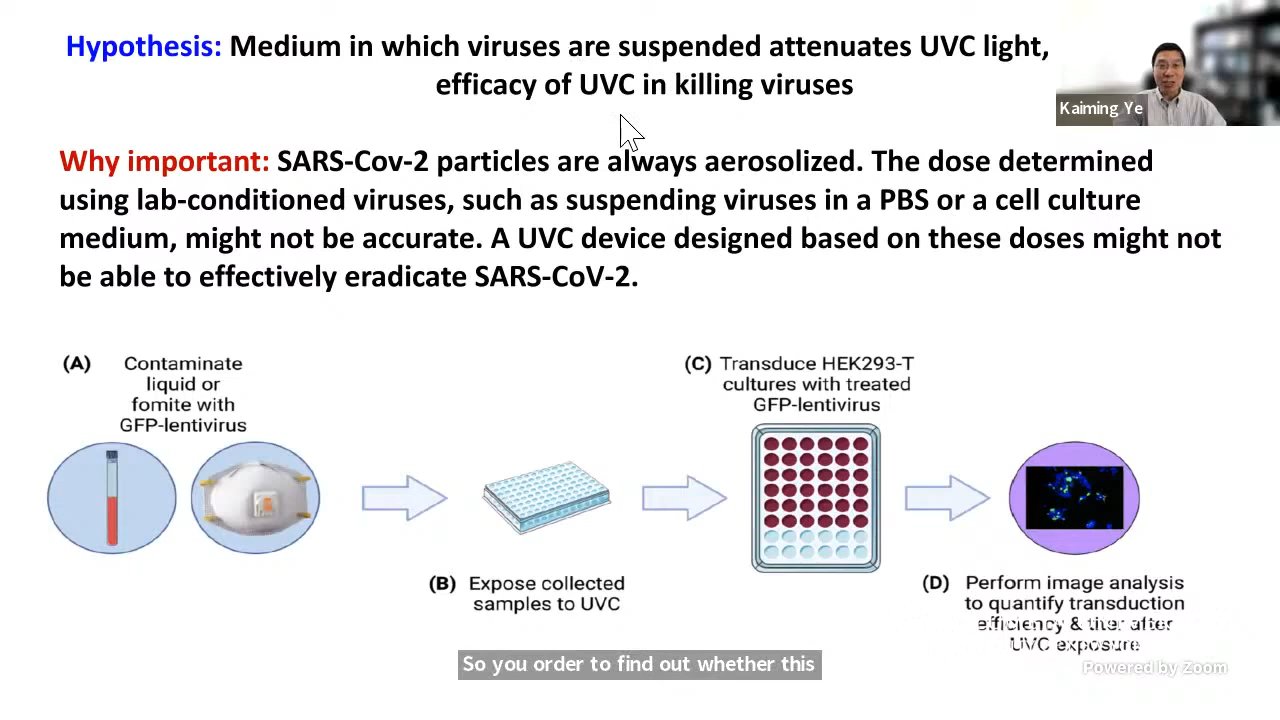 Hypothesis: Medium in which viruses are suspended attenuates UVC light,
efficacy of UVC in killing viruses
Kaiming Ye
Why important: SARS-Cov-2 particles are always aerosolized. The dose determined
using lab-conditioned viruses, such as suspending viruses in a PBS or a cell culture
medium, might not be accurate. A UVC device designed based on these doses might not
be able to effectively eradicate SARS-CoV-2.
(A) Contaminate
liquid or
fomite with
GFP-lentivirus
(B) Expose collected
samples to UVC
(C) Transduce HEK293-T
cultures with treated
GFP-lentivirus
(D) Perform image analysis
to quantify transduction
efficiency & titer after
UVC exposure
So you order to find out whether this
Powered by Zoom